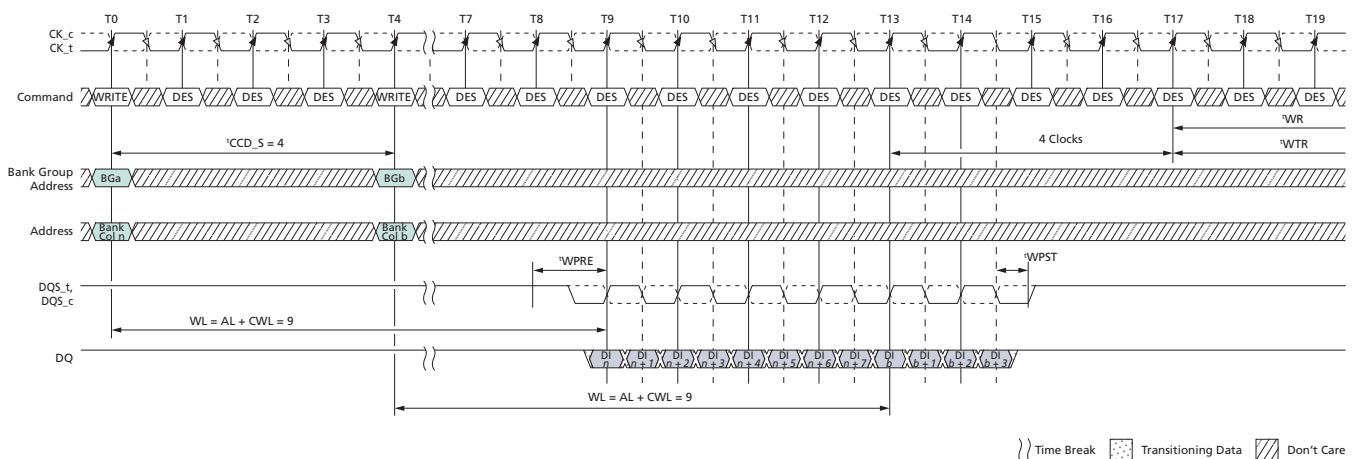 T0 T1 T2 T3 T4 T7 T8 T9 T10 T11 T12 T13 T14 T15 T16 T17 T18 T19
CK_c
CK_t
Command WRITE DES DES DES WRITE DES DES DES DES DES DES DES DES DES DES DES DES DES
tWR
tCCD_S = 4 4 Clocks tWTR
Bank Group
Address
BGa BGb
Address
Bank
Col n
Bank
Col b
tWPRE tWPST
DQS_t,
DQS_c
WL = AL + CWL = 9
DQ
DI
n
DI
n + 1
DI
n + 2
DI
n + 3
DI
n + 4
DI
n + 5
DI
n + 6
DI
n + 7
DI
b
DI
b + 1
DI
b + 2
DI
b + 3
WL = AL + CWL = 9
Time Break Transitioning Data Don't Care